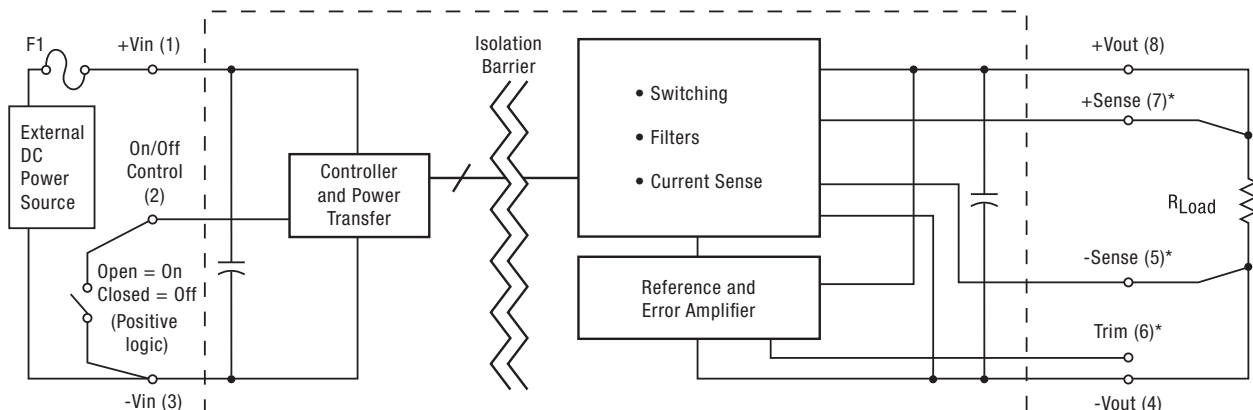 F1
+Vin (1)
External
DC
Power
Source
On/Off
Control
(2)
Open = On
Closed = Off
(Positive
logic)
-Vin (3)
Controller
and Power
Transfer
Isolation
Barrier
• Switching
• Filters
• Current Sense
Reference and
Error Amplifier
+Vout (8)
+Sense (7)*
RLoad
-Sense (5)*
Trim (6)*
-Vout (4)